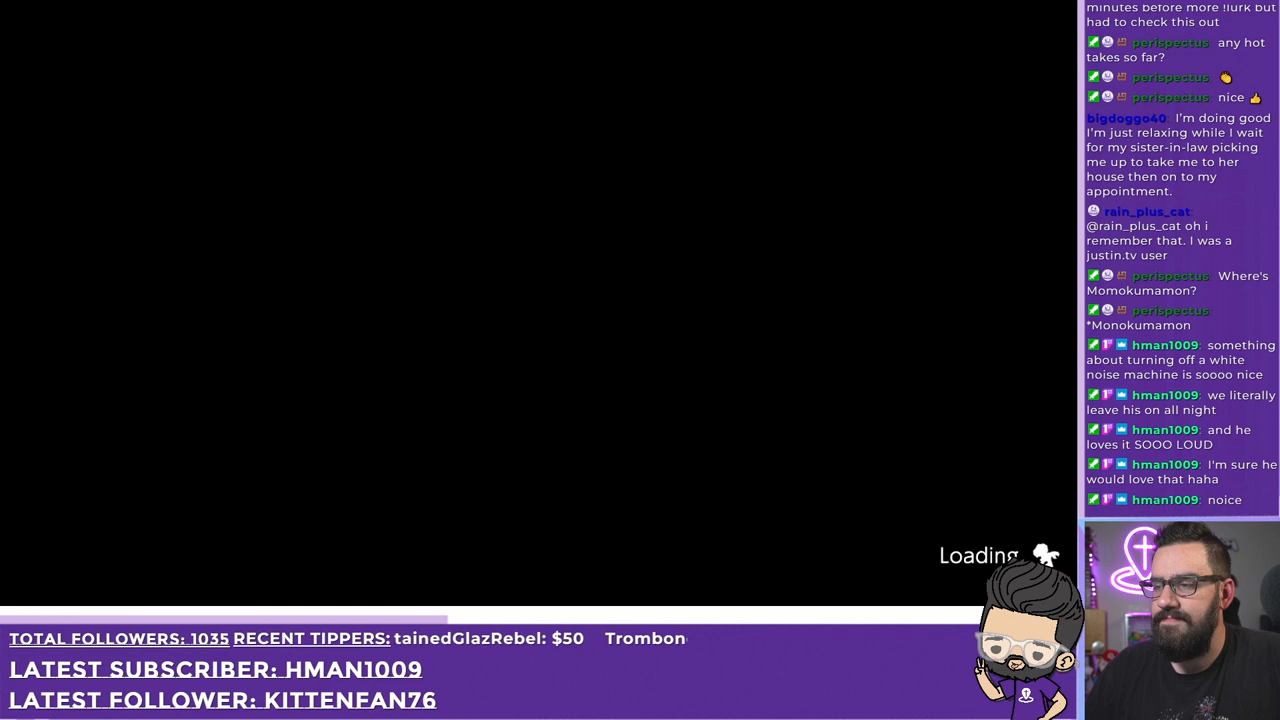 minutes before more !lurk but
had to check this out
perispectus: any hot
takes so far?
perispectus: 👏
perispectus: nice 👍
bigdoggo40: I'm doing good
I'm just relaxing while I wait
for my sister-in-law picking
me up to take me to her
house then on to my
appointment.
rain_plus_cat:
@rain_plus_cat oh i
remember that. I was a
justin.tv user
perispectus: Where's
Momokumamon?
perispectus:
*Monokumamon
hman1009: something
about turning off a white
noise machine is soooo nice
hman1009: we literally
leave his on all night
hman1009: and he
loves it SOOO LOUD
hman1009: I'm sure he
would love that haha
hman1009: noice
Loading
TOTAL FOLLOWERS: 1035 RECENT TIPPERS: tainedGlazRebel: $50 Trombon
LATEST SUBSCRIBER: HMAN1009
LATEST FOLLOWER: KITTENFAN76